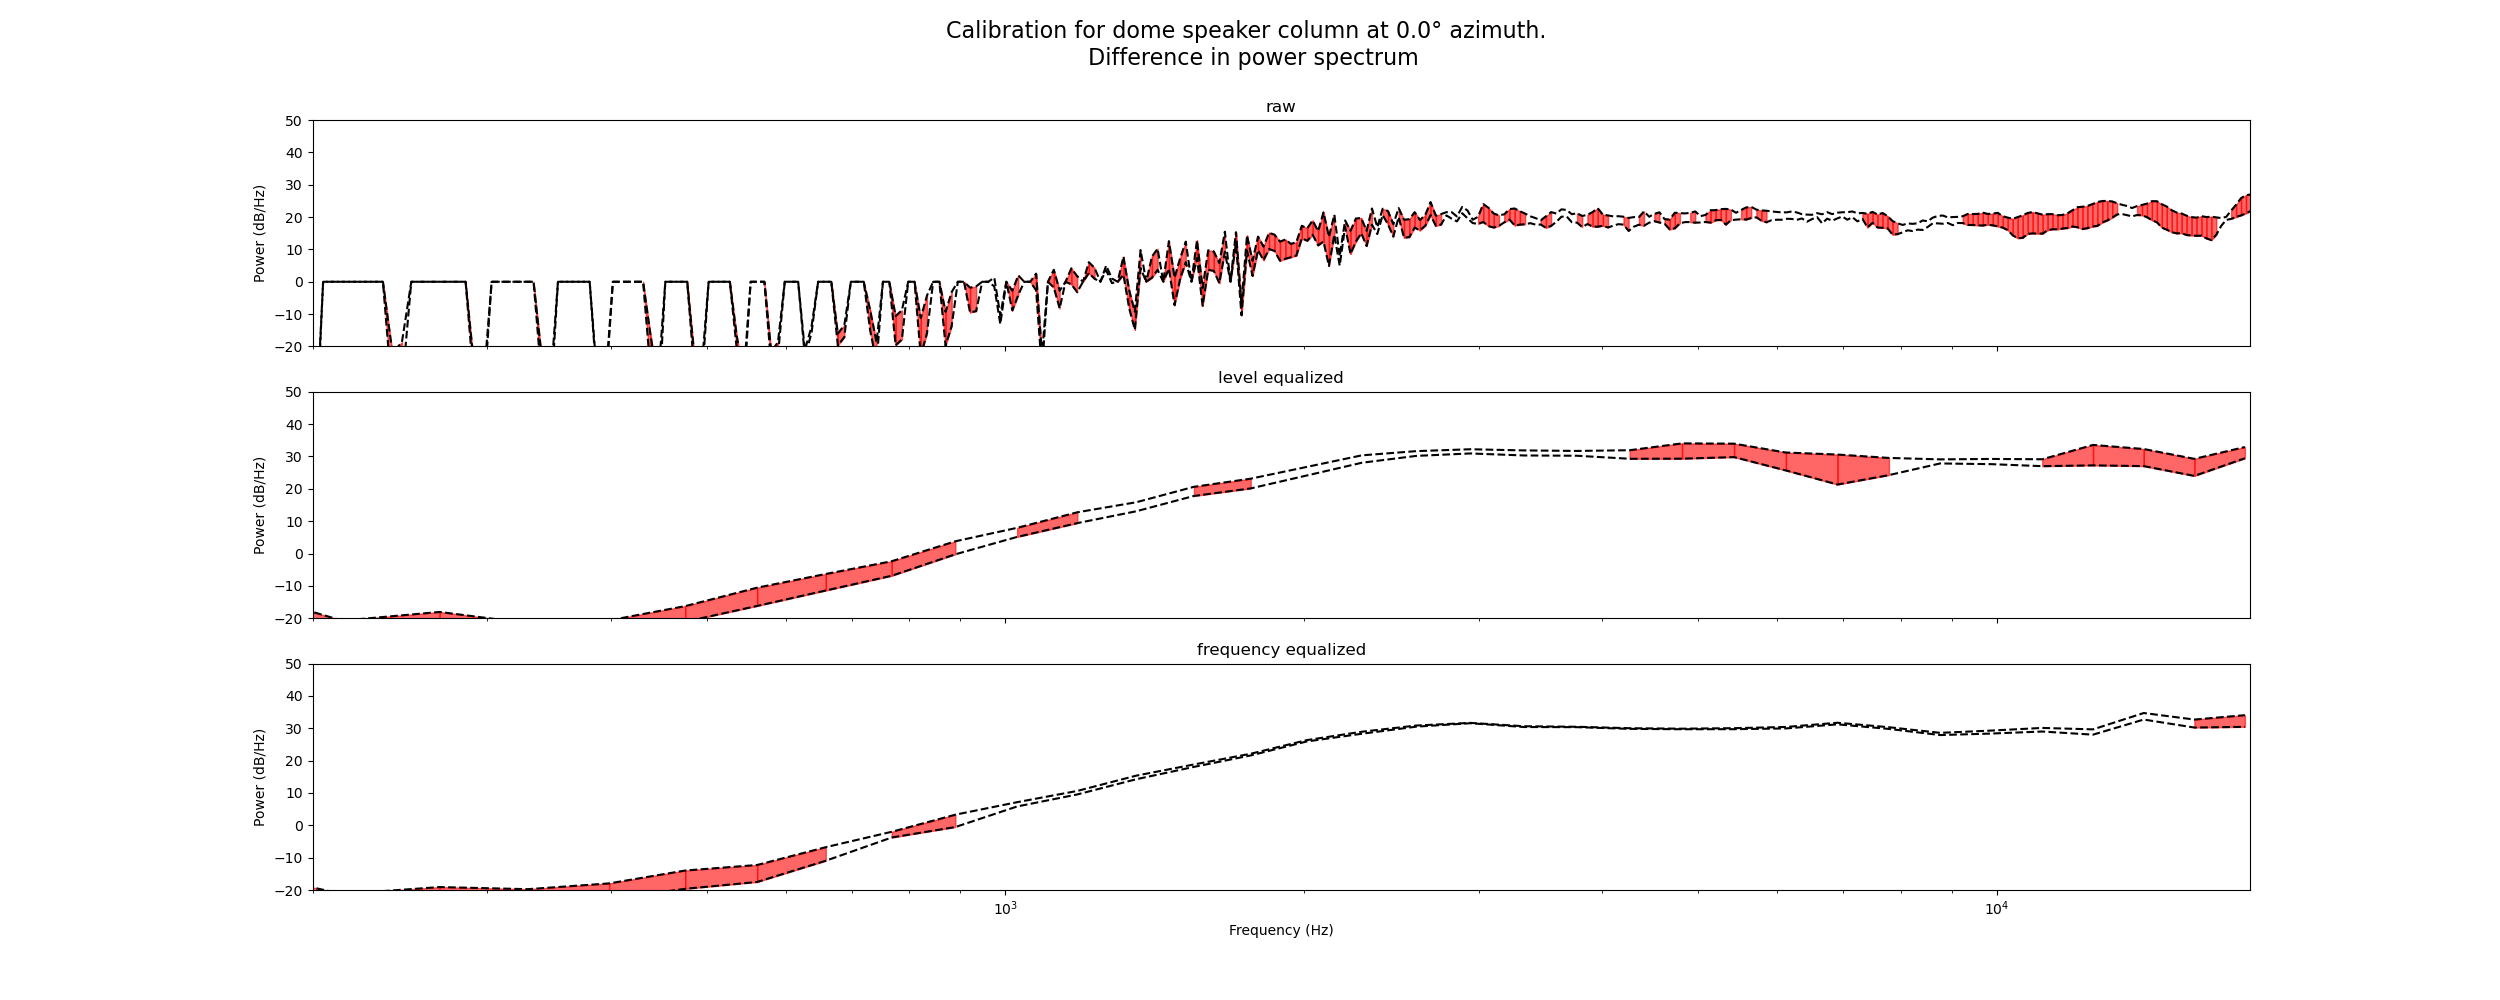 Calibration for dome speaker column at 0.0° azimuth.
Difference in power spectrum
raw
50
40
30
20
10
0
−10
−20
Power (dB/Hz)
level equalized
50
40
30
20
10
0
−10
−20
Power (dB/Hz)
frequency equalized
50
40
30
20
10
0
−10
−20
Power (dB/Hz)
10³ 10⁴
Frequency (Hz)